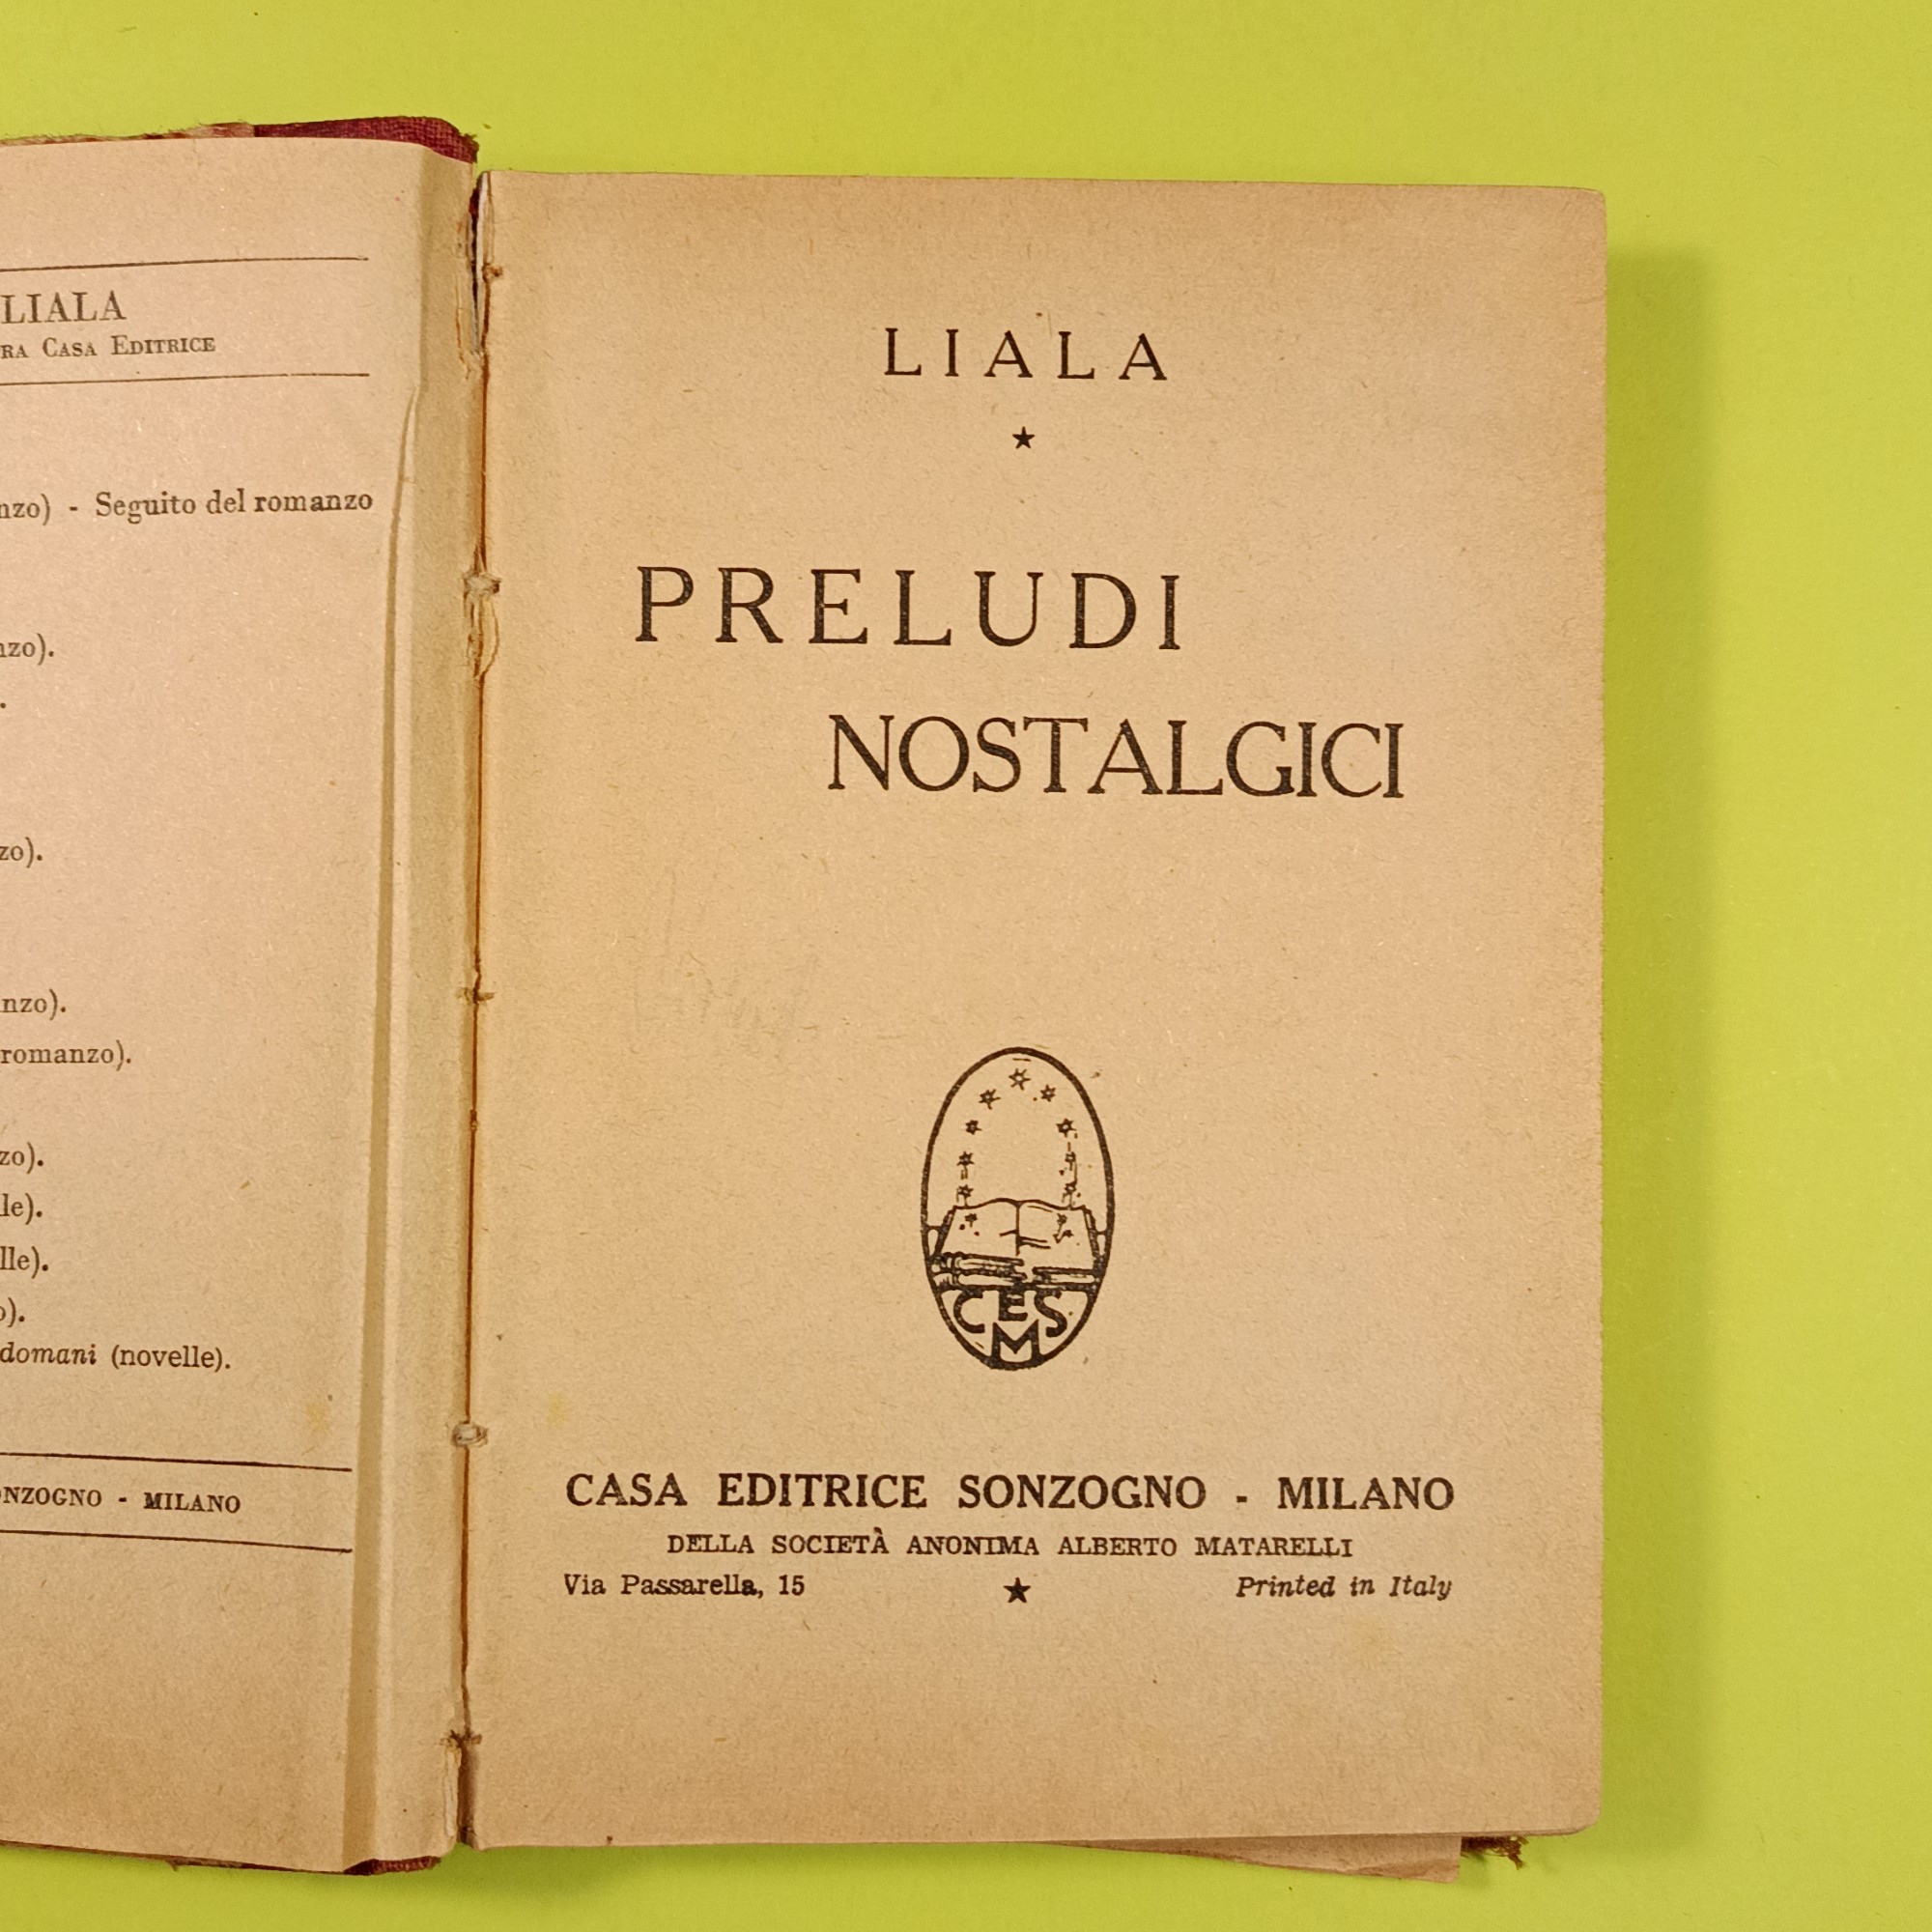 LIALA
RA CASA EDITRICE
nzo) - Seguito del romanzo
nzo).
.
zo).
nzo).
romanzo).
zo).
le).
lle).
o).
domani (novelle).
ONZOGNO - MILANO
LIALA
★
PRELUDI
NOSTALGICI
CES
M
CASA EDITRICE SONZOGNO - MILANO
DELLA SOCIETÀ ANONIMA ALBERTO MATARELLI
Via Passarella, 15 ★ Printed in Italy